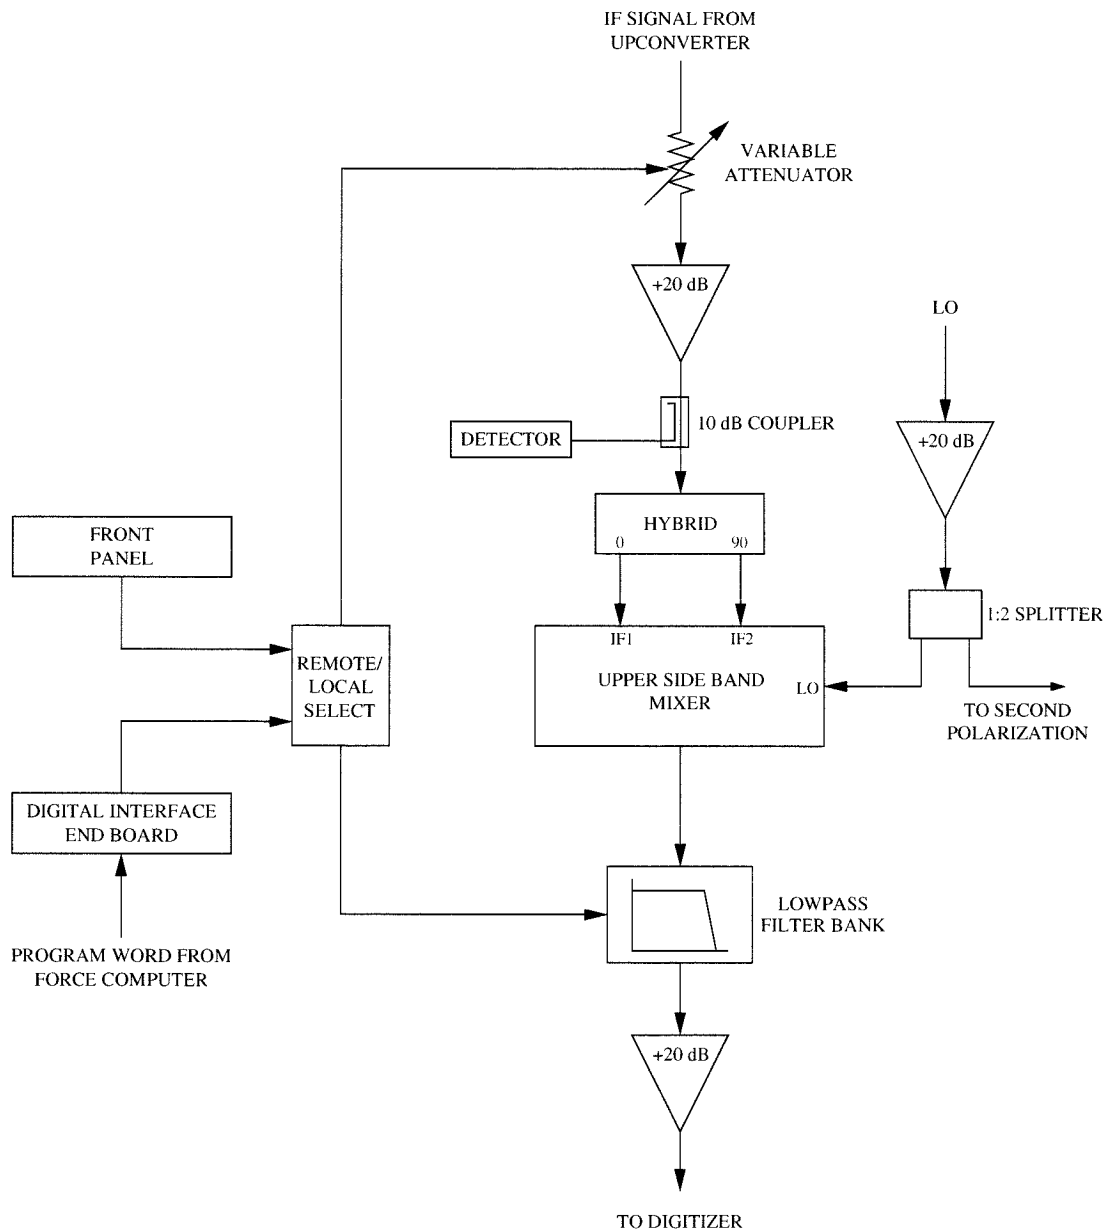 IF SIGNAL FROM
UPCONVERTER
VARIABLE
ATTENUATOR
+20 dB
LO
10 dB COUPLER
DETECTOR
+20 dB
HYBRID
0
90
FRONT
PANEL
1:2 SPLITTER
IF1
IF2
REMOTE/
LOCAL
SELECT
UPPER SIDE BAND
MIXER
LO
TO SECOND
POLARIZATION
DIGITAL INTERFACE
END BOARD
LOWPASS
FILTER BANK
PROGRAM WORD FROM
FORCE COMPUTER
+20 dB
TO DIGITIZER